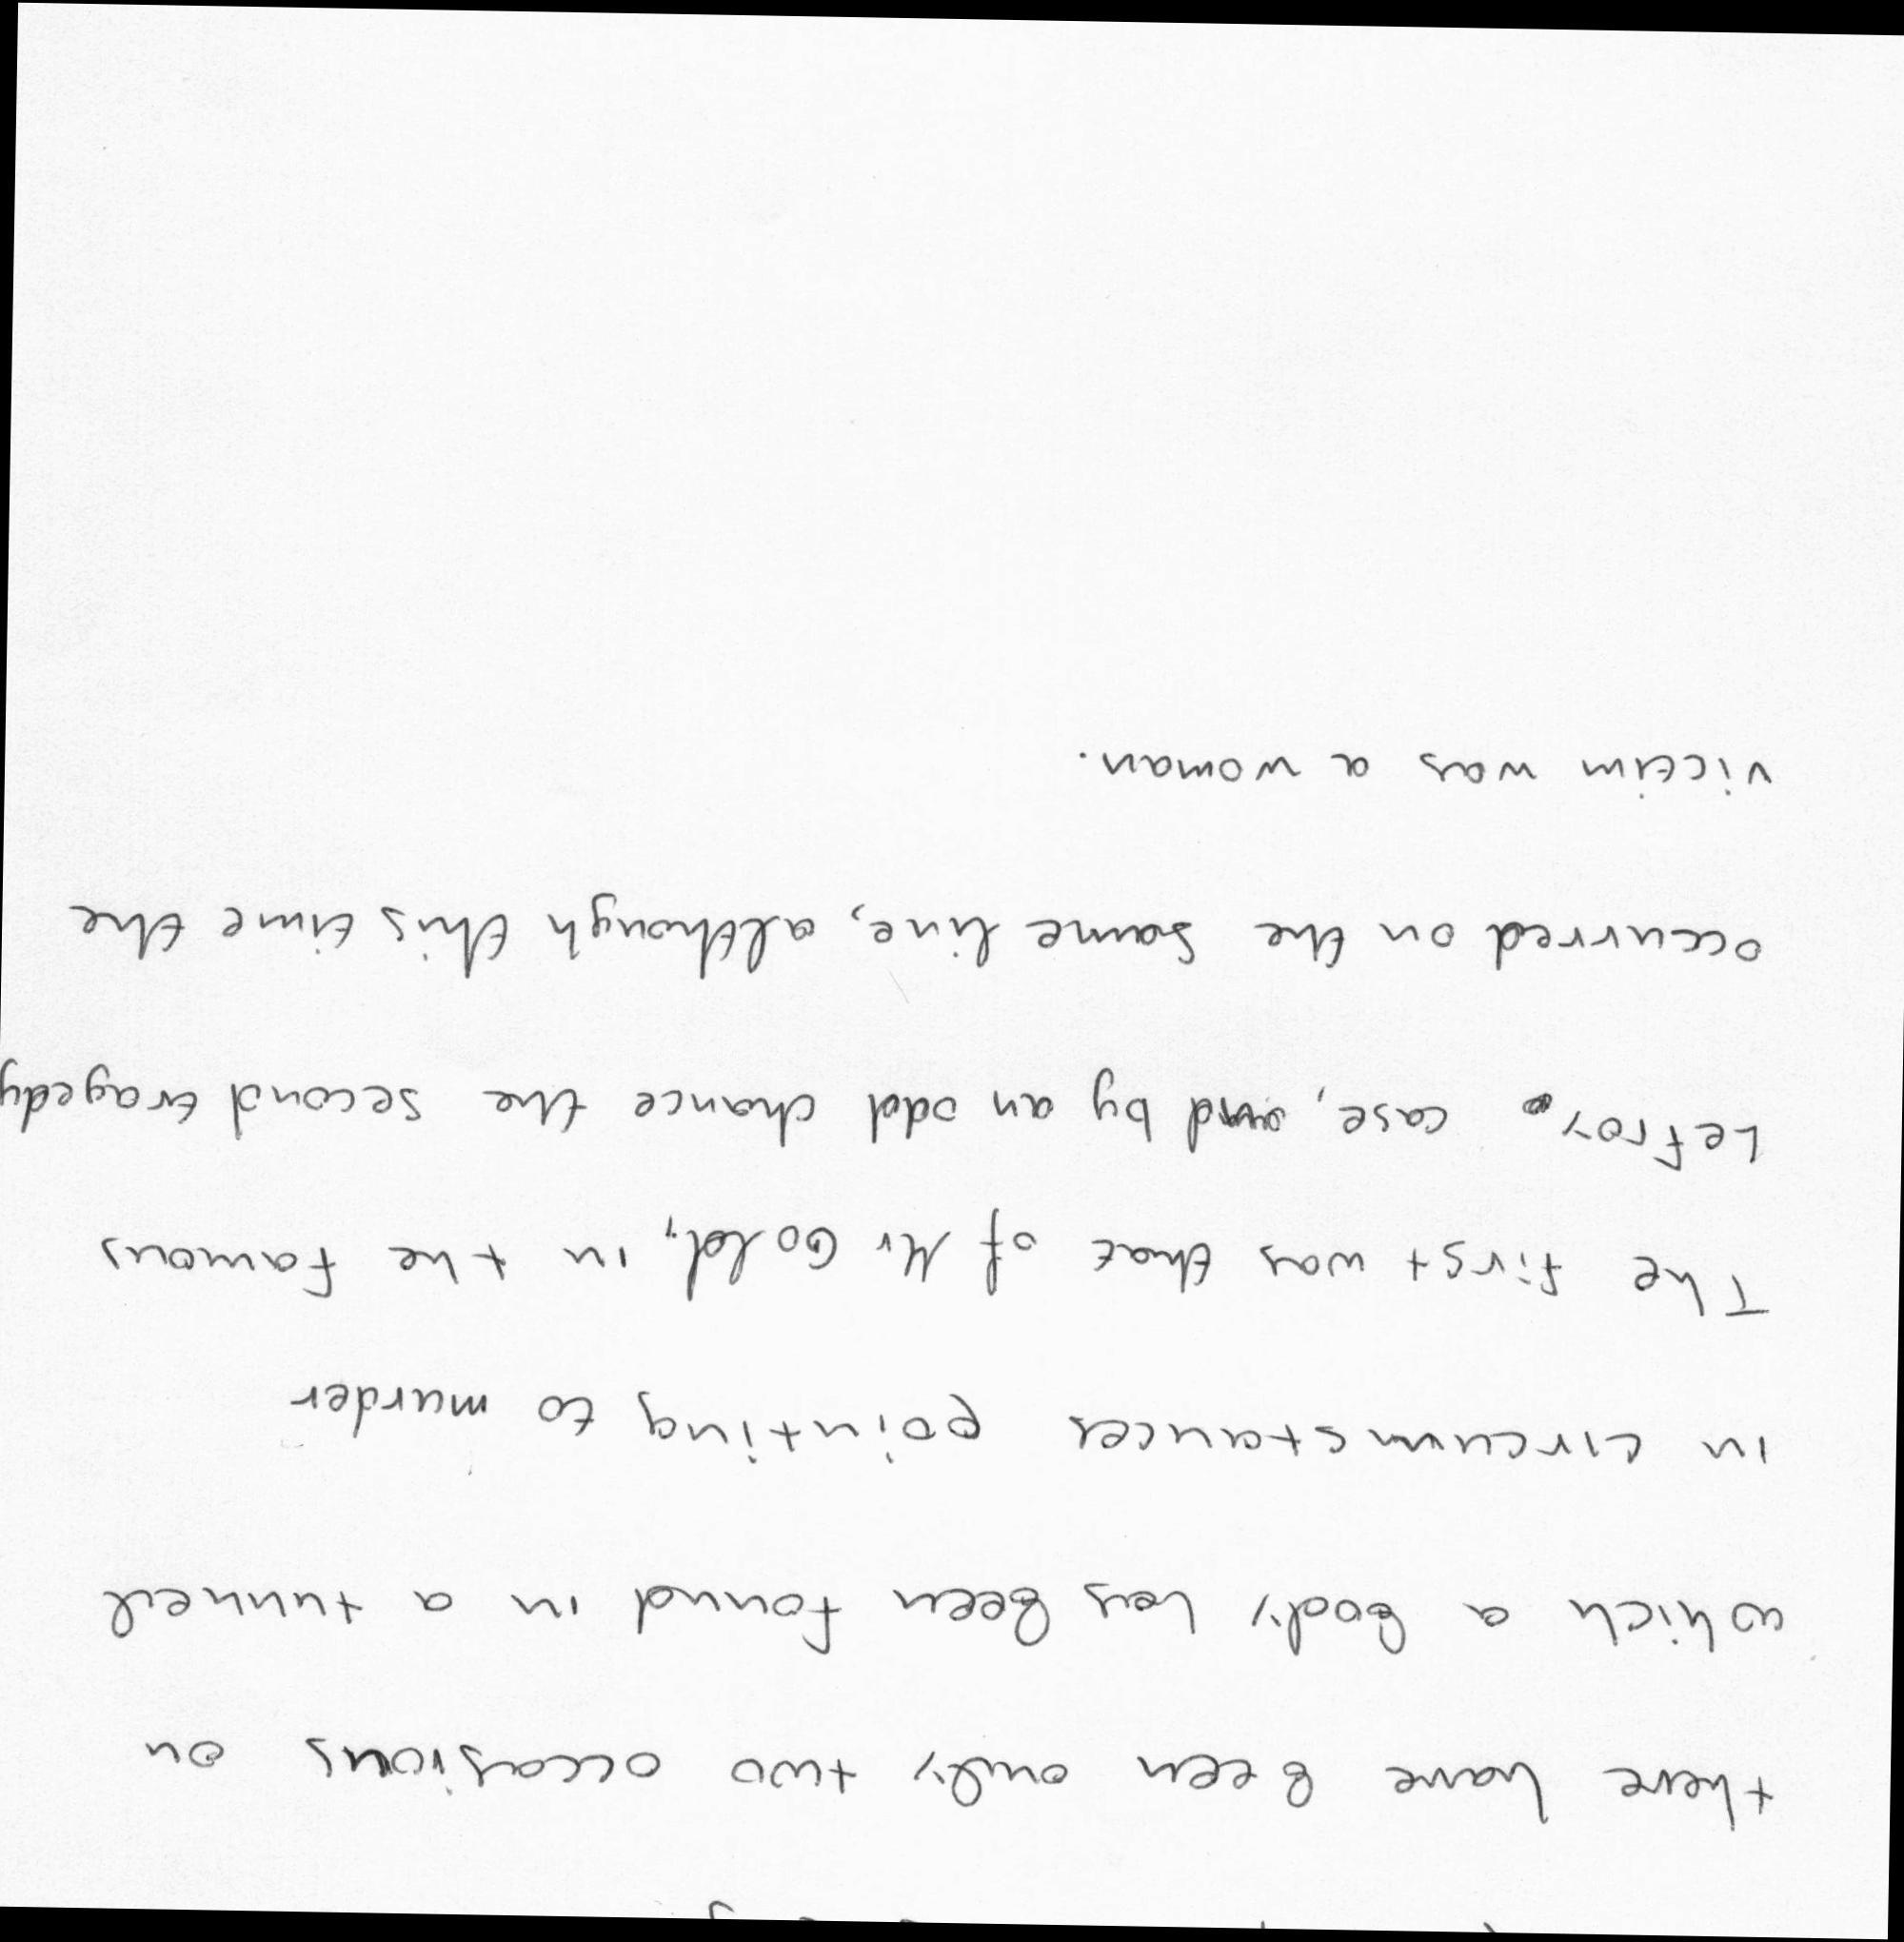 there have been only two occasions on
which a body has been found in a tunnell
in circumstances pointing to murder
The first was that of Mr Gold, in the famous
Lefroy case, and by an odd chance the second tragedy
occurred on the same line, although this time the
victim was a woman.